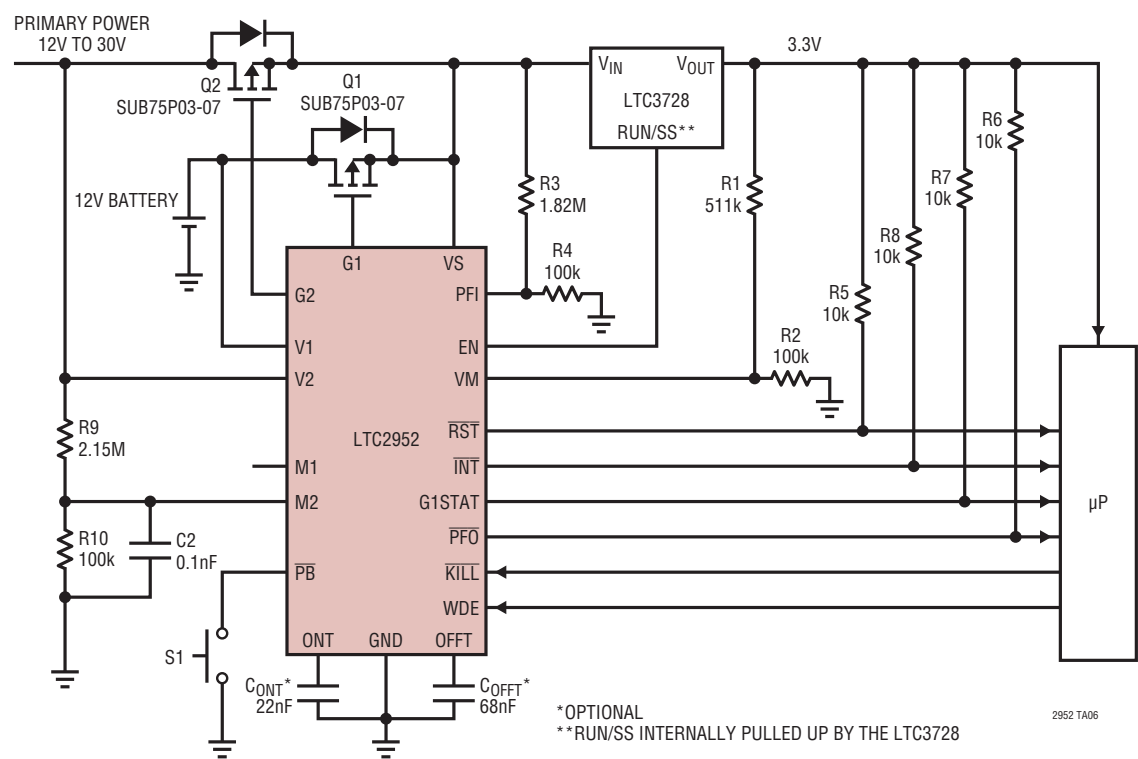 PRIMARY POWER
12V TO 30V
Q2
SUB75P03-07
Q1
SUB75P03-07
12V BATTERY
VIN
VOUT
LTC3728
RUN/SS**
3.3V
R3
1.82M
R4
100k
R1
511k
R2
100k
R5
10k
R8
10k
R7
10k
R6
10k
G1
VS
G2
V1
V2
M1
M2
PB
ONT
GND
OFFT
LTC2952
PFI
EN
VM
RST
INT
G1STAT
PFO
KILL
WDE
µP
R9
2.15M
R10
100k
C2
0.1nF
S1
CONT*
22nF
COFFT*
68nF
*OPTIONAL
**RUN/SS INTERNALLY PULLED UP BY THE LTC3728
2952 TA06